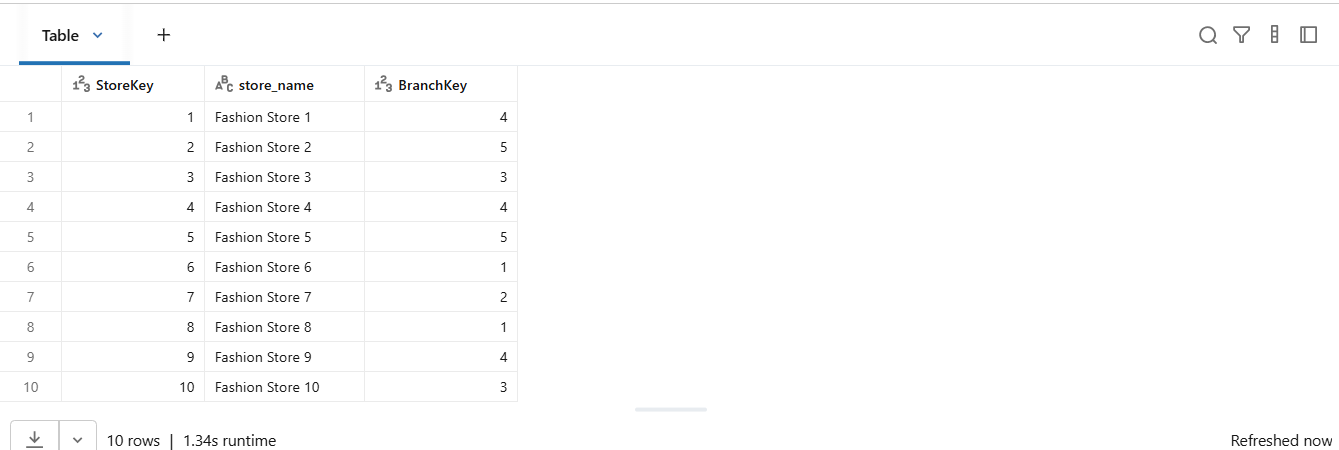 Table +
StoreKey store_name BranchKey
1 1 Fashion Store 1 4
2 2 Fashion Store 2 5
3 3 Fashion Store 3 3
4 4 Fashion Store 4 4
5 5 Fashion Store 5 5
6 6 Fashion Store 6 1
7 7 Fashion Store 7 2
8 8 Fashion Store 8 1
9 9 Fashion Store 9 4
10 10 Fashion Store 10 3
10 rows | 1.34s runtime Refreshed now